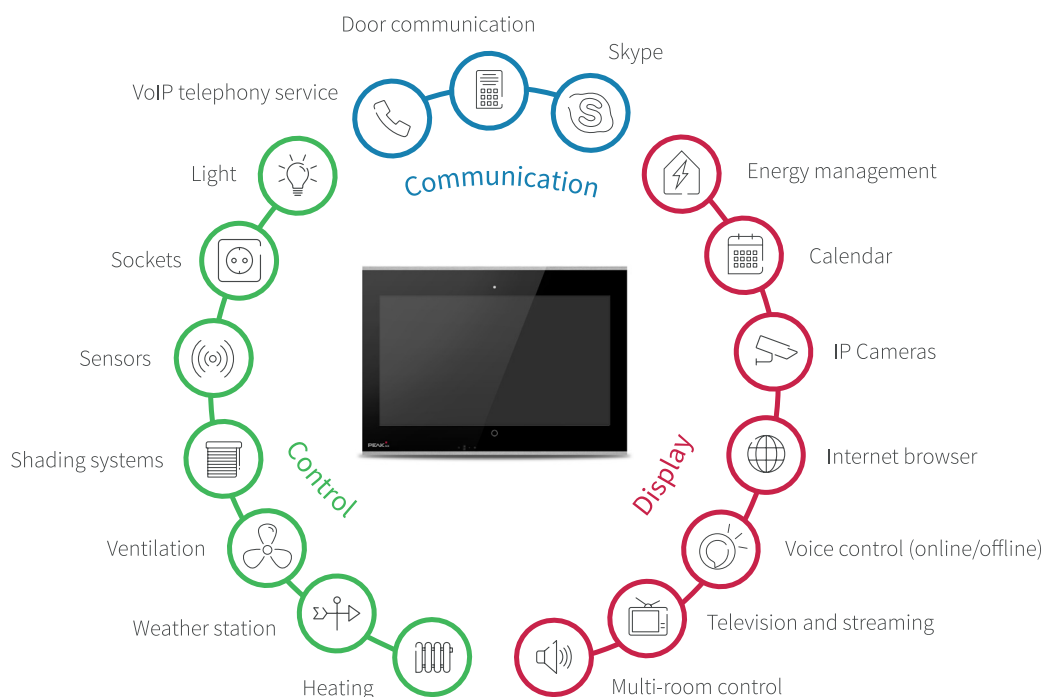 Door communication
Skype
VoIP telephony service
Communication
Light
Energy management
Sockets
Calendar
Sensors
IP Cameras
PEAK
Shading systems
Control
Display
Internet browser
Ventilation
Voice control (online/offline)
Weather station
Television and streaming
Heating
Multi-room control